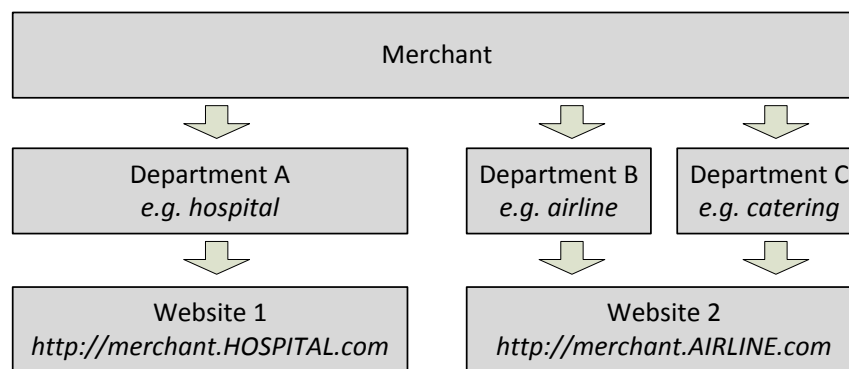 Merchant
Department A
e.g. hospital
Department B
e.g. airline
Department C
e.g. catering
Website 1
http://merchant.HOSPITAL.com
Website 2
http://merchant.AIRLINE.com